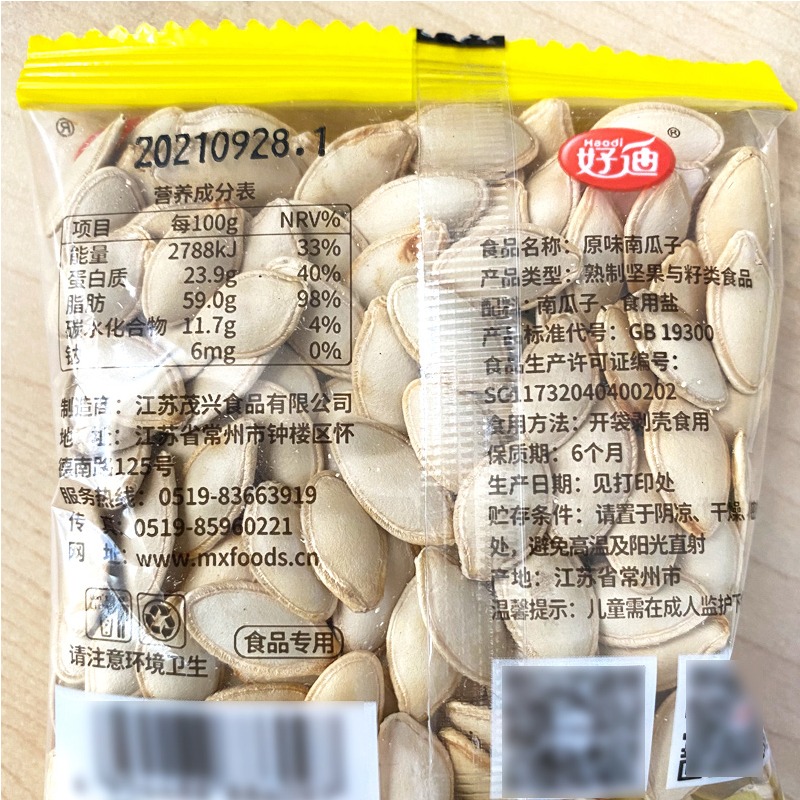 20210928.1
Haodi
好迪
®
®
营养成分表
项目 每100g NRV%
能量 2788kJ 33%
蛋白质 23.9g 40%
脂肪 59.0g 98%
碳水化合物 11.7g 4%
钠 6mg 0%
制造商：江苏茂兴食品有限公司
地 址：江苏省常州市钟楼区怀
德南路125号
服务热线：0519-83663919
传 真：0519-85960221
网 址：www.mxfoods.cn
请注意环境卫生
食品专用
食品名称：原味南瓜子
产品类型：熟制坚果与籽类食品
配料：南瓜子、食用盐
产品标准代号：GB 19300
食品生产许可证编号：
SC11732040400202
食用方法：开袋剥壳食用
保质期：6个月
生产日期：见打印处
贮存条件：请置于阴凉、干燥
处，避免高温及阳光直射
产地：江苏省常州市
温馨提示：儿童需在成人监护下